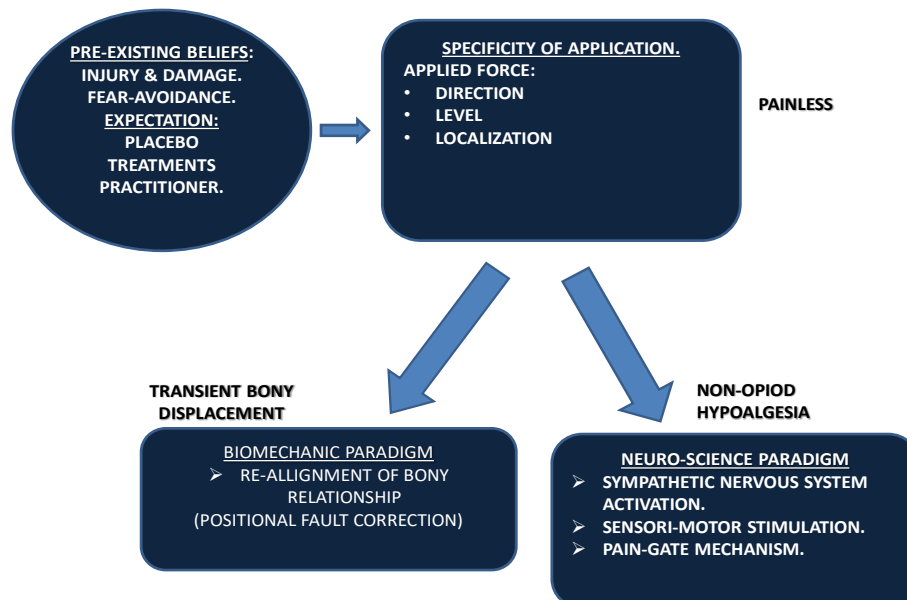 PRE-EXISTING BELIEFS:
INJURY & DAMAGE.
FEAR-AVOIDANCE.
EXPECTATION:
PLACEBO
TREATMENTS
PRACTITIONER.
SPECIFICITY OF APPLICATION.
APPLIED FORCE:
• DIRECTION
• LEVEL
• LOCALIZATION
PAINLESS
TRANSIENT BONY
DISPLACEMENT
BIOMECHANIC PARADIGM
➢ RE-ALLIGNMENT OF BONY
RELATIONSHIP
(POSITIONAL FAULT CORRECTION)
NON-OPIOD
HYPOALGESIA
NEURO-SCIENCE PARADIGM
➢ SYMPATHETIC NERVOUS SYSTEM
ACTIVATION.
➢ SENSORI-MOTOR STIMULATION.
➢ PAIN-GATE MECHANISM.